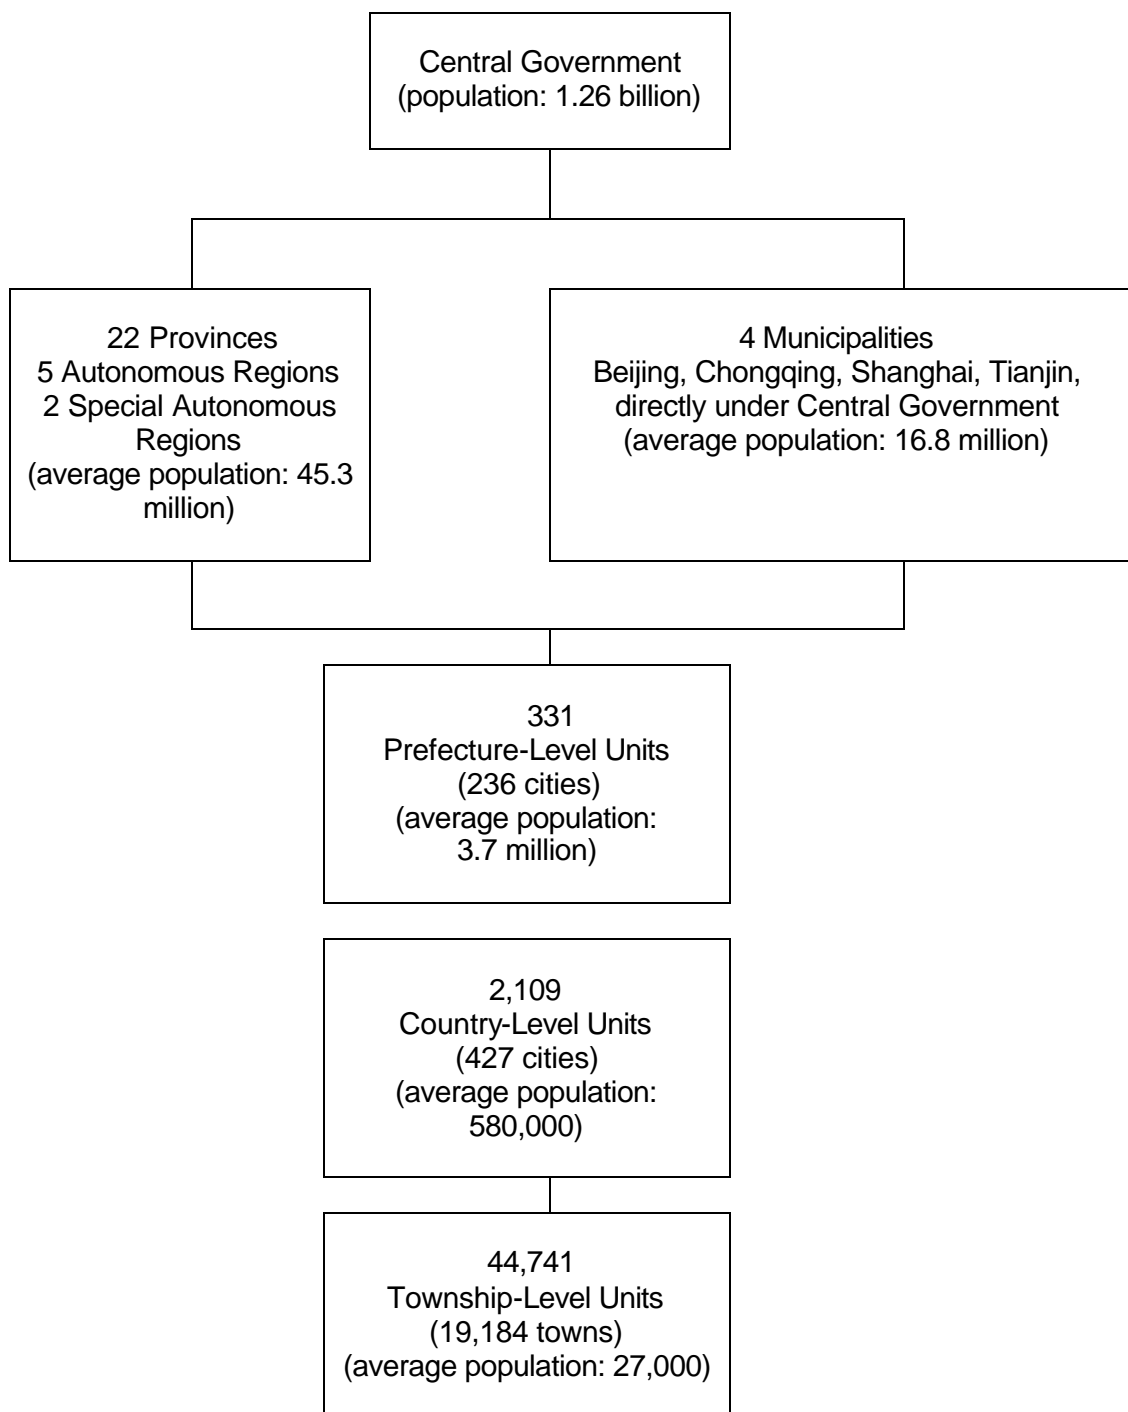 Central Government
(population: 1.26 billion)
22 Provinces
5 Autonomous Regions
2 Special Autonomous
Regions
(average population: 45.3
million)
4 Municipalities
Beijing, Chongqing, Shanghai, Tianjin,
directly under Central Government
(average population: 16.8 million)
331
Prefecture-Level Units
(236 cities)
(average population:
3.7 million)
2,109
Country-Level Units
(427 cities)
(average population:
580,000)
44,741
Township-Level Units
(19,184 towns)
(average population: 27,000)